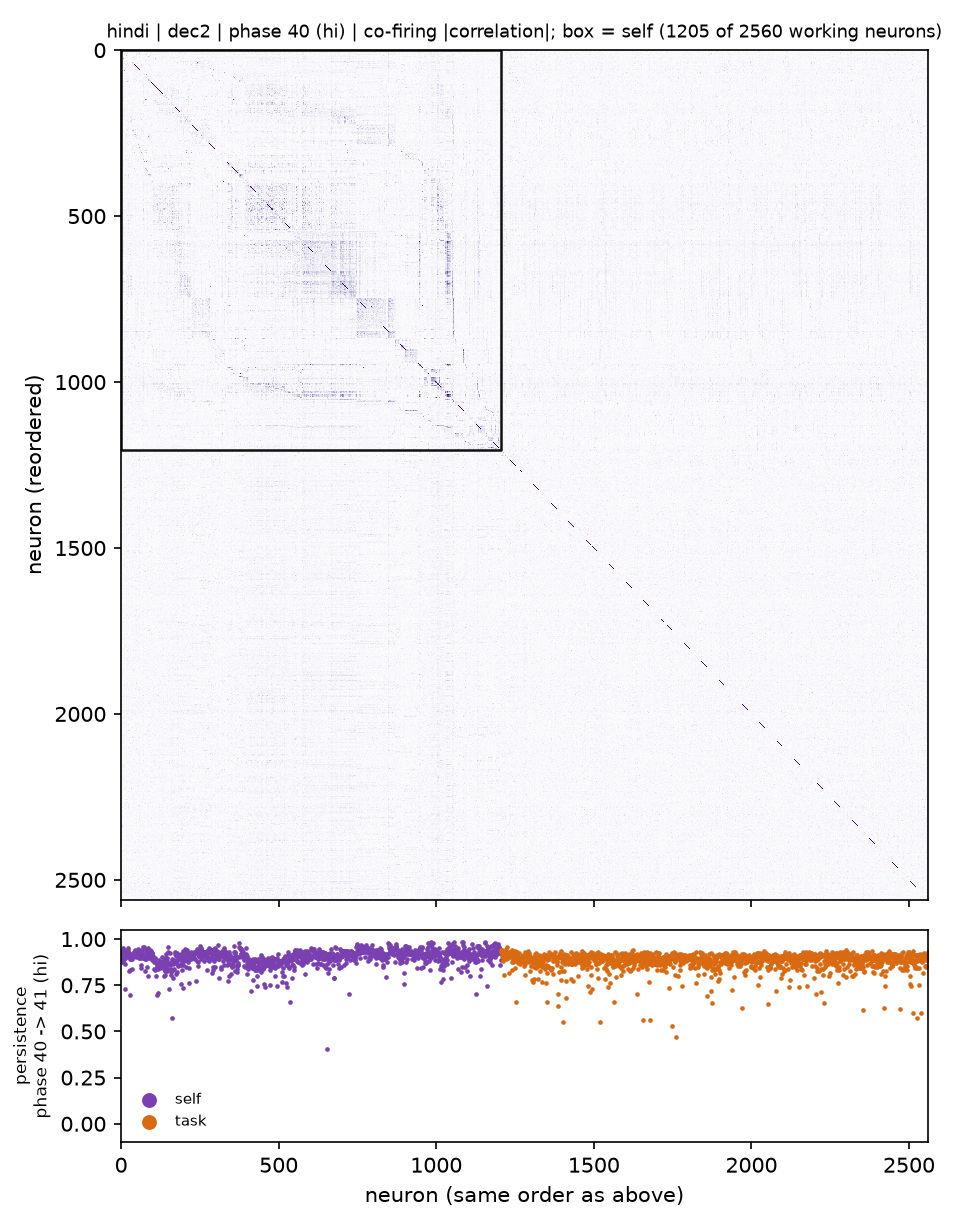 hindi | dec2 | phase 40 (hi) | co-firing |correlation|; box = self (1205 of 2560 working neurons)
0
500
1000
1500
2000
2500
neuron (reordered)
1.00
0.75
0.50
0.25
0.00
persistence
phase 40 -> 41 (hi)
self
task
0
500
1000
1500
2000
2500
neuron (same order as above)